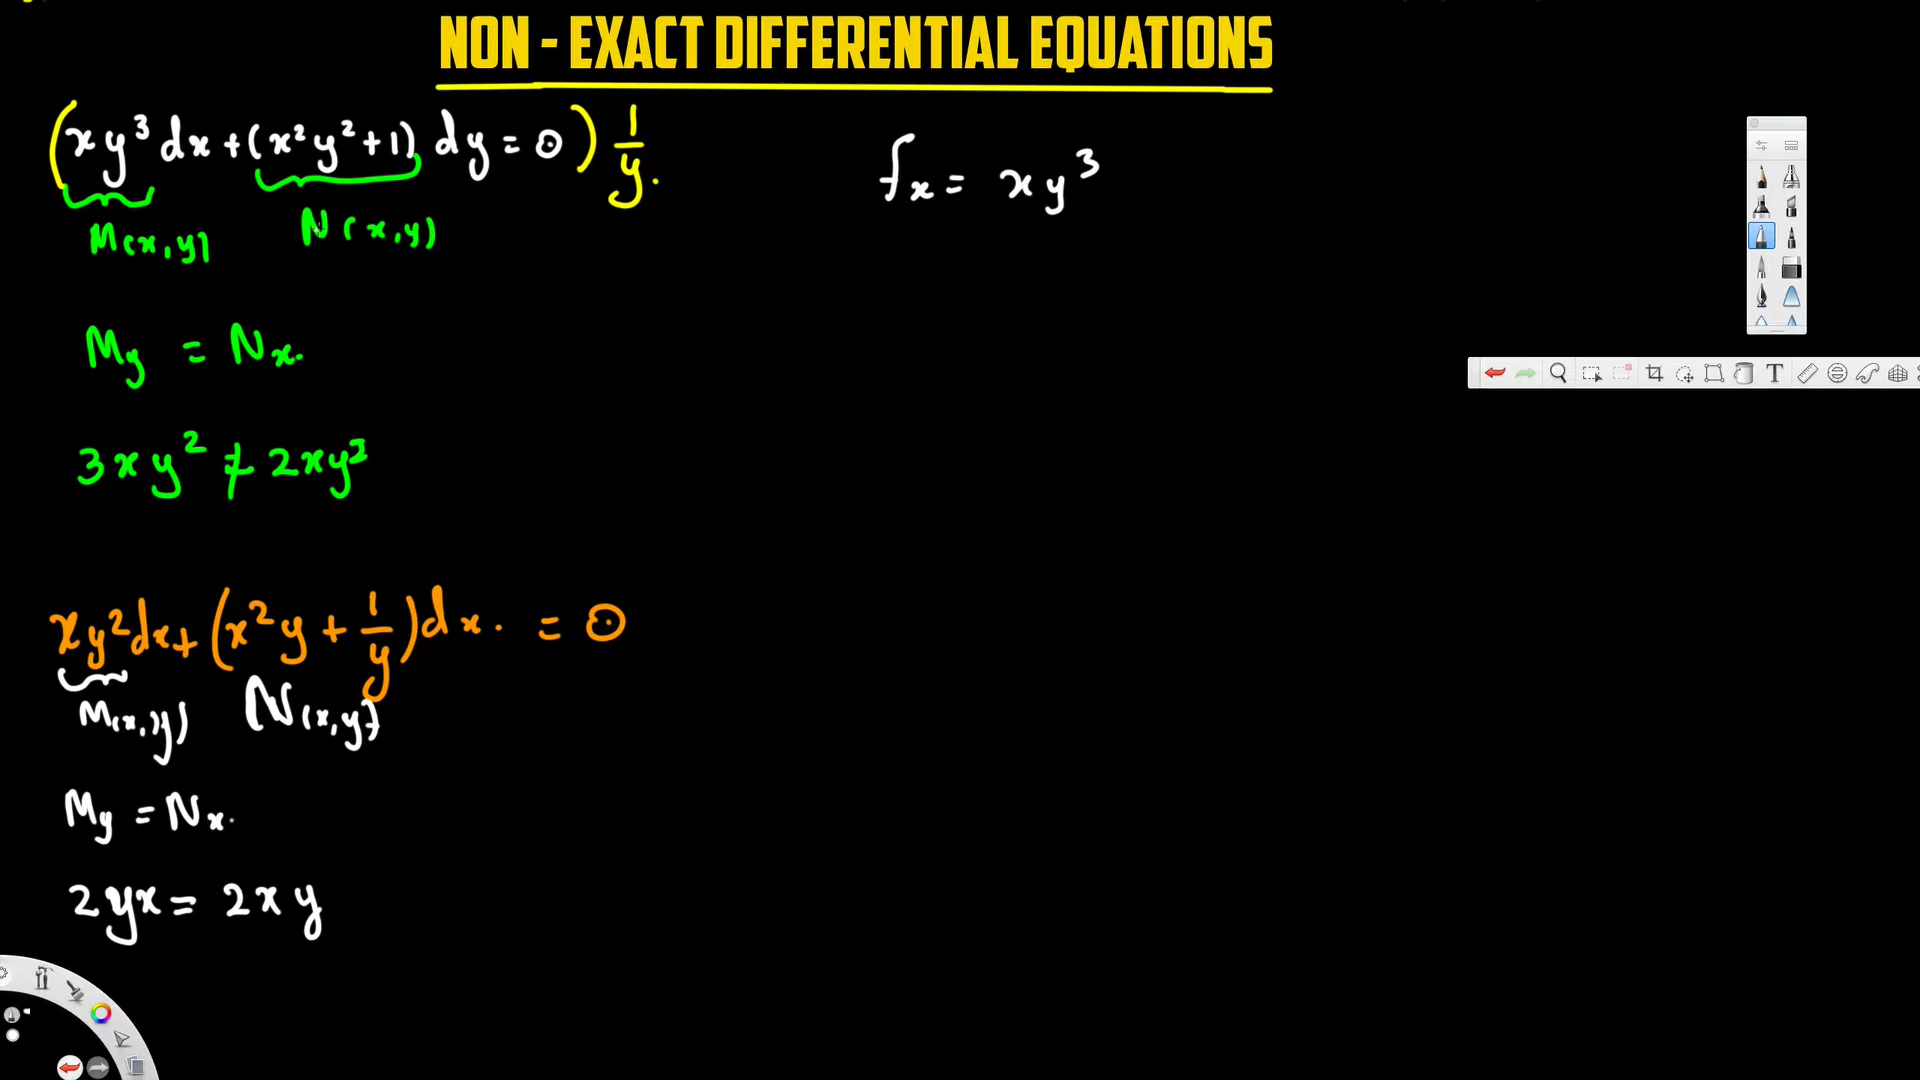 NON - EXACT DIFFERENTIAL EQUATIONS
(xy³dx + (x²y²+1) dy = 0) 1/y.
M(x,y) N(x,y)
fx = xy³
My = Nx.
3xy² ≠ 2xy²
xy²dx + (x²y + 1/y)dx. = 0
M(x,y) N(x,y)
My = Nx.
2yx = 2xy
T